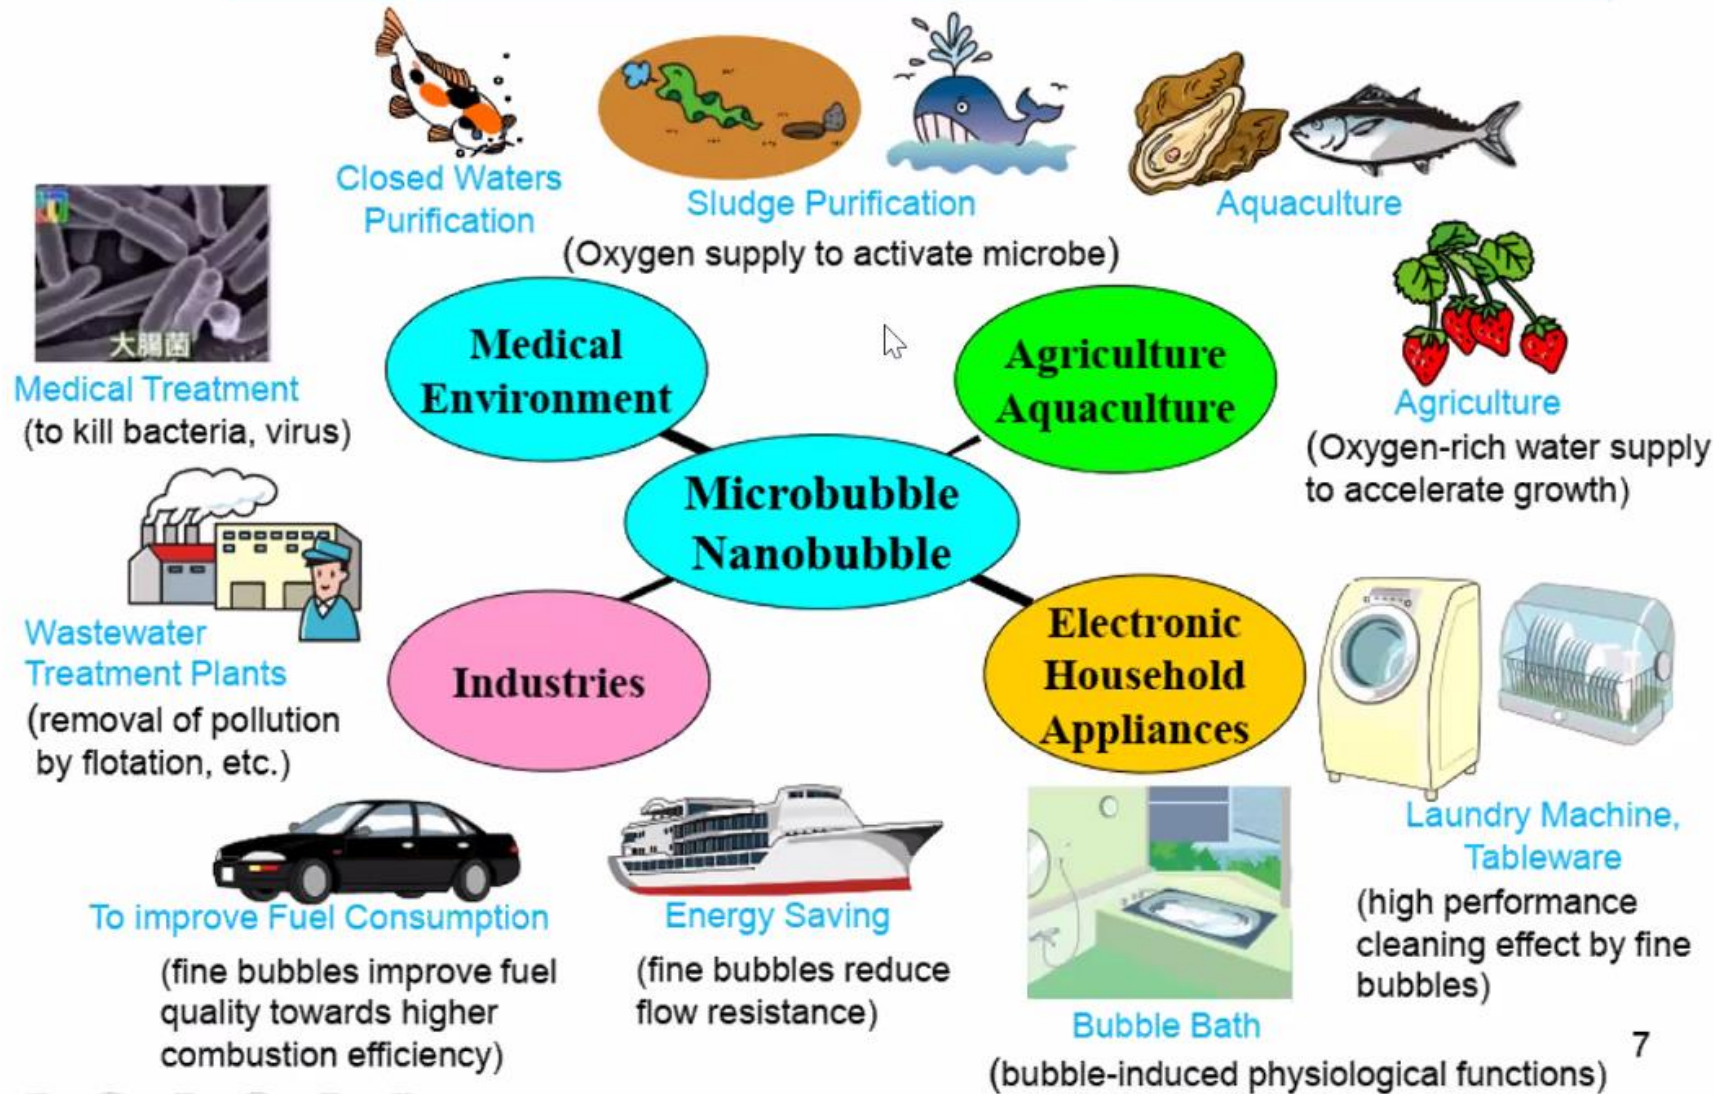 Closed Waters
Purification
Sludge Purification
(Oxygen supply to activate microbe)
Aquaculture
大腸菌
Medical Treatment
(to kill bacteria, virus)
Medical
Environment
Agriculture
Aquaculture
Agriculture
(Oxygen-rich water supply
to accelerate growth)
Microbubble
Nanobubble
Wastewater
Treatment Plants
(removal of pollution
by flotation, etc.)
Industries
Electronic
Household
Appliances
Laundry Machine,
Tableware
(high performance
cleaning effect by fine
bubbles)
To improve Fuel Consumption
(fine bubbles improve fuel
quality towards higher
combustion efficiency)
Energy Saving
(fine bubbles reduce
flow resistance)
Bubble Bath
(bubble-induced physiological functions)
7